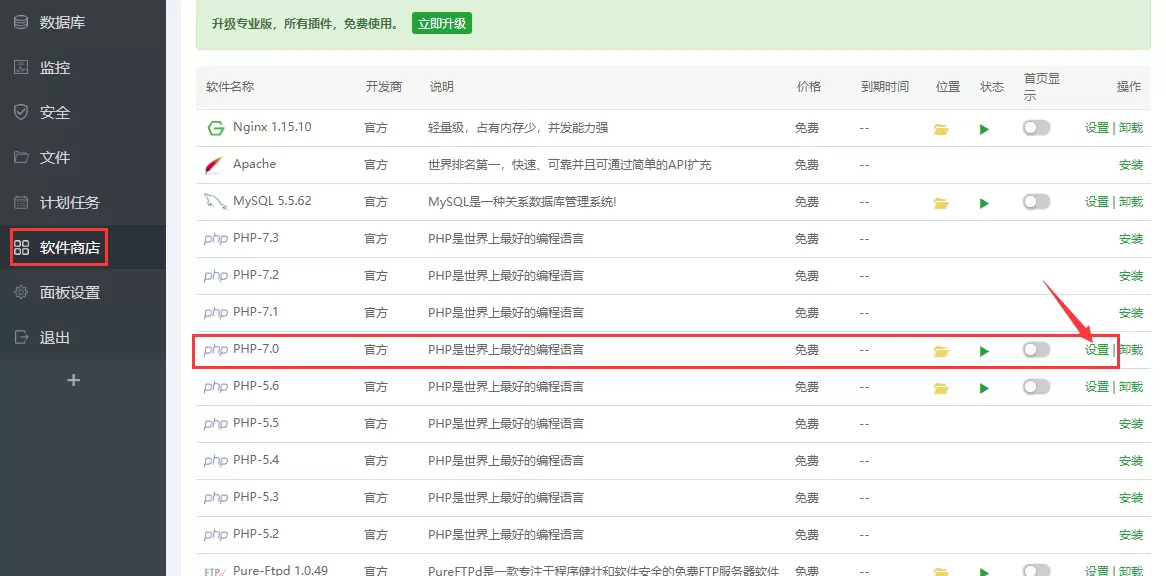 数据库
监控
安全
文件
计划任务
软件商店
面板设置
退出
升级专业版，所有插件，免费使用。 立即升级
软件名称 开发商 说明 价格 到期时间 位置 状态 首页显示 操作
Nginx 1.15.10 官方 轻量级，占有内存少，并发能力强 免费 -- 设置 | 卸载
Apache 官方 世界排名第一，快速、可靠并且可通过简单的API扩充 免费 -- 安装
MySQL 5.5.62 官方 MySQL是一种关系数据库管理系统! 免费 -- 设置 | 卸载
php PHP-7.3 官方 PHP是世界上最好的编程语言 免费 -- 安装
php PHP-7.2 官方 PHP是世界上最好的编程语言 免费 -- 安装
php PHP-7.1 官方 PHP是世界上最好的编程语言 免费 -- 安装
php PHP-7.0 官方 PHP是世界上最好的编程语言 免费 -- 设置 | 卸载
php PHP-5.6 官方 PHP是世界上最好的编程语言 免费 -- 设置 | 卸载
php PHP-5.5 官方 PHP是世界上最好的编程语言 免费 -- 安装
php PHP-5.4 官方 PHP是世界上最好的编程语言 免费 -- 安装
php PHP-5.3 官方 PHP是世界上最好的编程语言 免费 -- 安装
php PHP-5.2 官方 PHP是世界上最好的编程语言 免费 -- 安装
FTP Pure-Ftpd 1.0.49 官方 PureFTPd是一款专注于程序健壮和软件安全的免费FTP服务器软件 免费 -- 设置 | 卸载